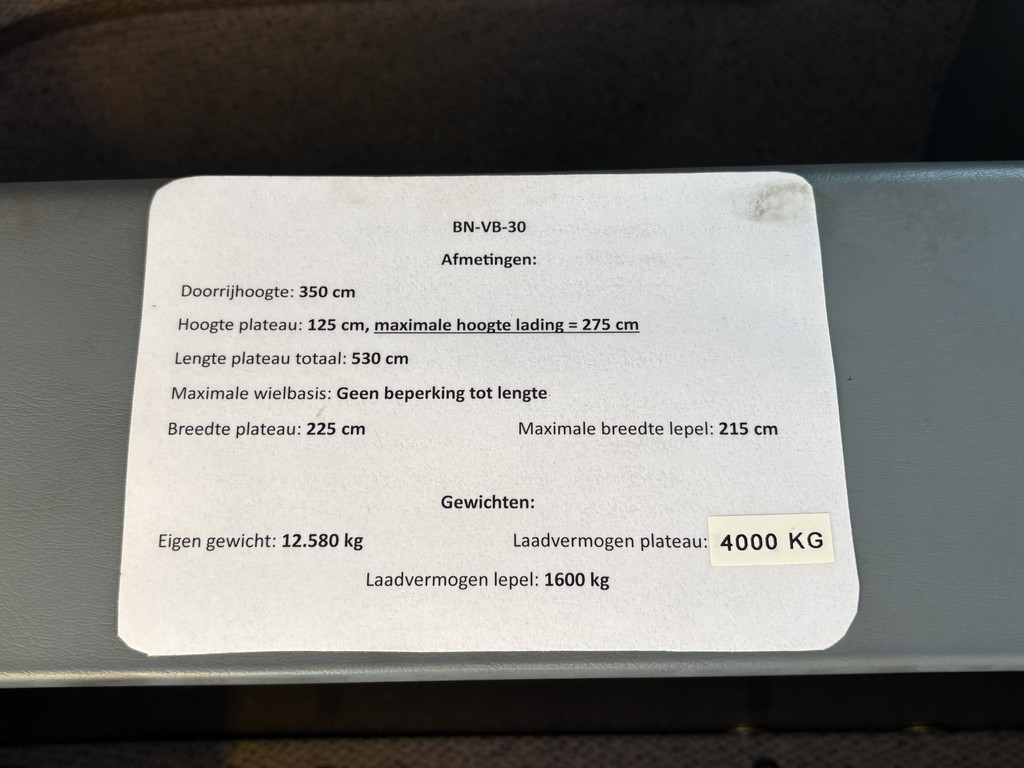 BN-VB-30
Afmetingen:
Doorrijhoogte: 350 cm
Hoogte plateau: 125 cm, maximale hoogte lading = 275 cm
Lengte plateau totaal: 530 cm
Maximale wielbasis: Geen beperking tot lengte
Breedte plateau: 225 cm Maximale breedte lepel: 215 cm
Gewichten:
Eigen gewicht: 12.580 kg Laadvermogen plateau: 4000 KG
Laadvermogen lepel: 1600 kg